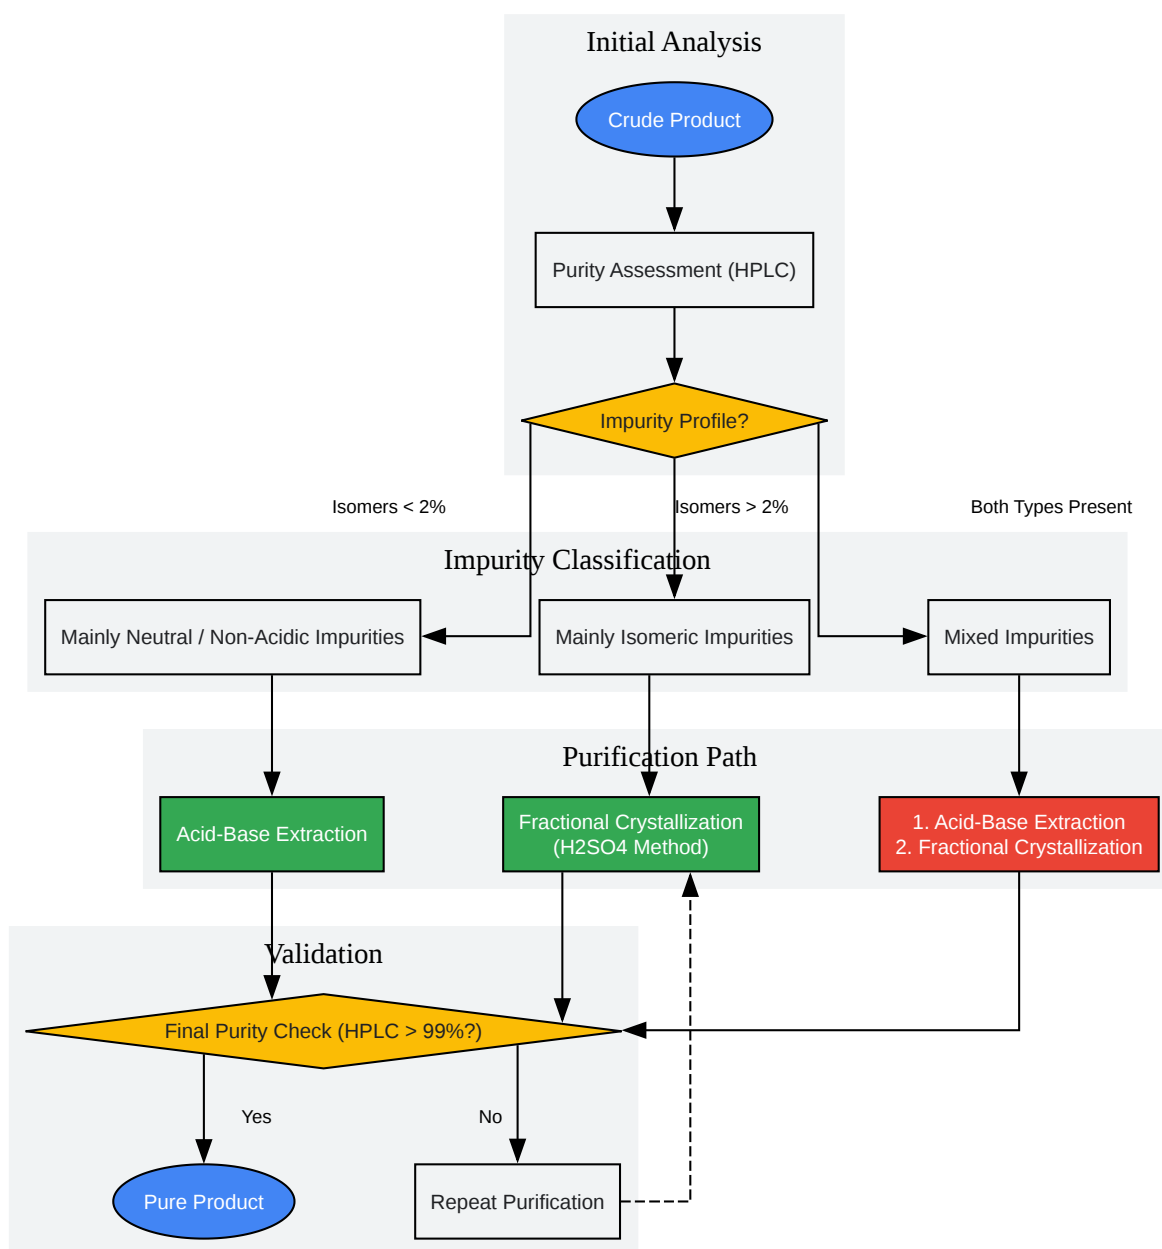 Initial Analysis
Crude Product
Purity Assessment (HPLC)
Impurity Profile?
Isomers < 2%
Isomers > 2%
Both Types Present
Impurity Classification
Mainly Neutral / Non-Acidic Impurities
Mainly Isomeric Impurities
Mixed Impurities
Purification Path
Acid-Base Extraction
Fractional Crystallization
(H2SO4 Method)
1. Acid-Base Extraction
2. Fractional Crystallization
Validation
Final Purity Check (HPLC > 99%?)
Yes
No
Pure Product
Repeat Purification